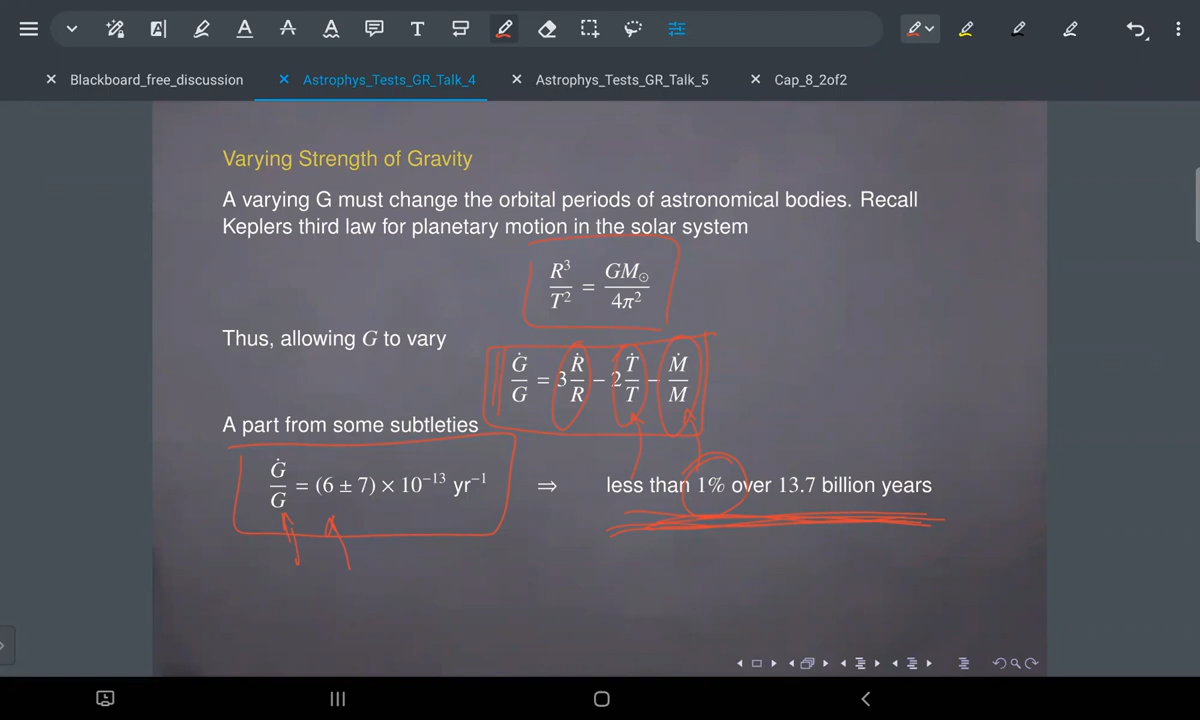 Blackboard_free_discussion
Astrophys_Tests_GR_Talk_4
Astrophys_Tests_GR_Talk_5
Cap_8_2of2
Varying Strength of Gravity
A varying G must change the orbital periods of astronomical bodies. Recall
Keplers third law for planetary motion in the solar system
R³/T² = GM☉/4π²
Thus, allowing G to vary
Ġ/G = 3 Ṙ/R − 2 Ṫ/T − Ṁ/M
A part from some subtleties
Ġ/G = (6 ± 7) × 10⁻¹³ yr⁻¹ ⇒ less than 1% over 13.7 billion years